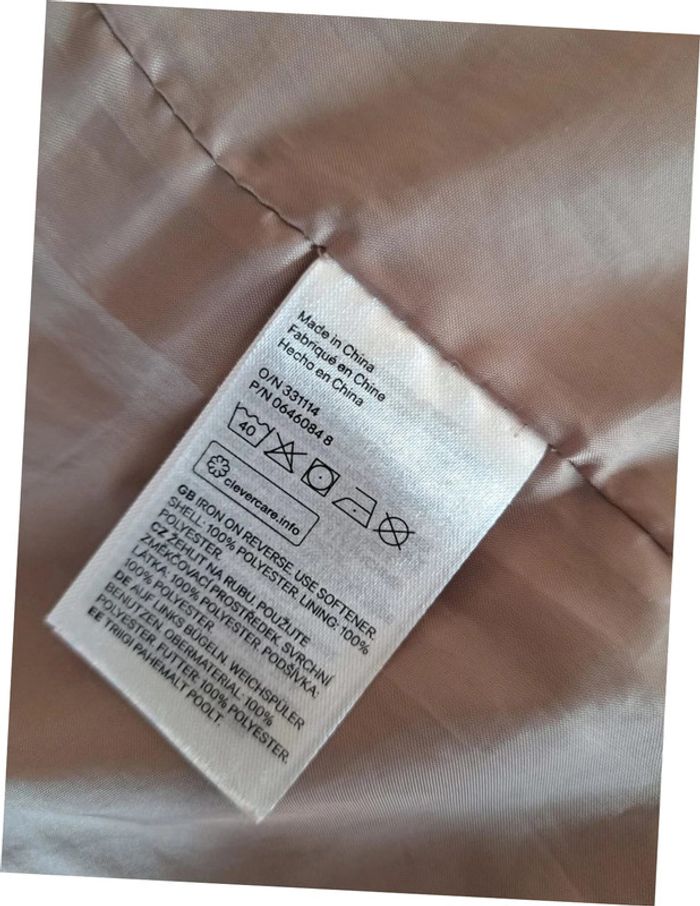 Made in China
Fabriqué en Chine
Hecho en China
O/N 331114
P/N 0646084 8
40
clevercare.info
GB IRON ON REVERSE. USE SOFTENER.
SHELL: 100% POLYESTER. LINING: 100%
POLYESTER.
CZ ŽEHLIT NA RUBU. POUŽIJTE
ZMĚKČOVACÍ PROSTŘEDEK. SVRCHNÍ
LÁTKA: 100% POLYESTER. PODŠÍVKA:
100% POLYESTER.
DE AUF LINKS BÜGELN. WEICHSPÜLER
BENUTZEN. OBERMATERIAL: 100%
POLYESTER. FUTTER: 100% POLYESTER.
EE TRIIGI PAHEMALT POOLT.